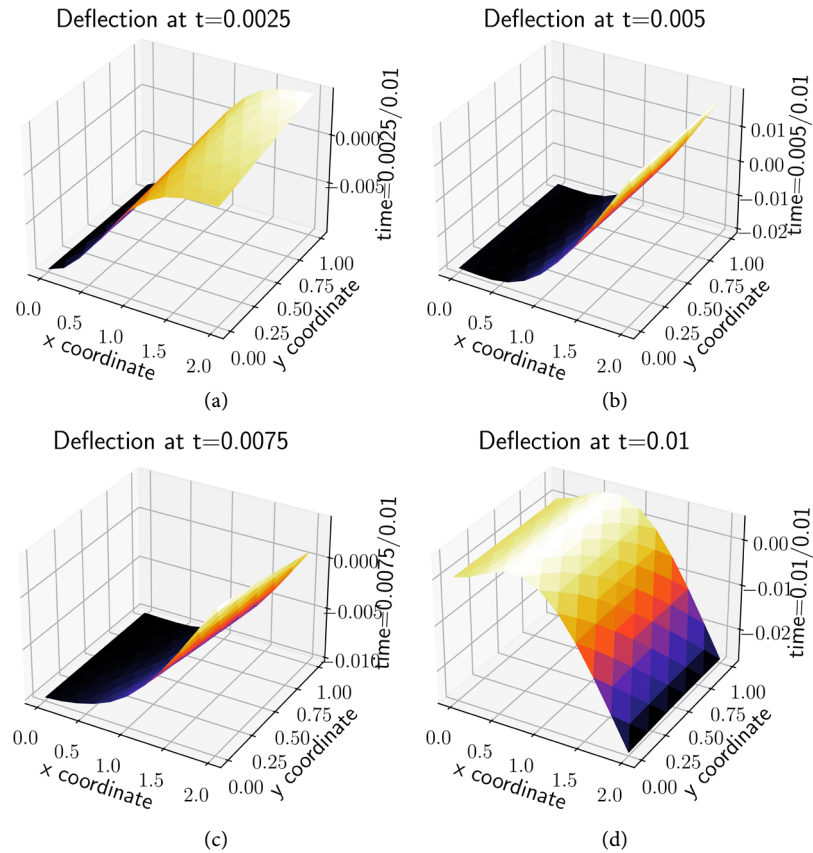 Deflection at t=0.0025
0.000
−0.005
time=0.0025/0.01
0.0
0.5
1.0
1.5
2.0
x coordinate
0.00
0.25
0.50
0.75
1.00
y coordinate
(a)
Deflection at t=0.005
0.01
0.00
−0.01
−0.02
time=0.005/0.01
0.0
0.5
1.0
1.5
2.0
x coordinate
0.00
0.25
0.50
0.75
1.00
y coordinate
(b)
Deflection at t=0.0075
0.000
−0.005
−0.010
time=0.0075/0.01
0.0
0.5
1.0
1.5
2.0
x coordinate
0.00
0.25
0.50
0.75
1.00
y coordinate
(c)
Deflection at t=0.01
0.00
−0.01
−0.02
time=0.01/0.01
0.0
0.5
1.0
1.5
2.0
x coordinate
0.00
0.25
0.50
0.75
1.00
y coordinate
(d)